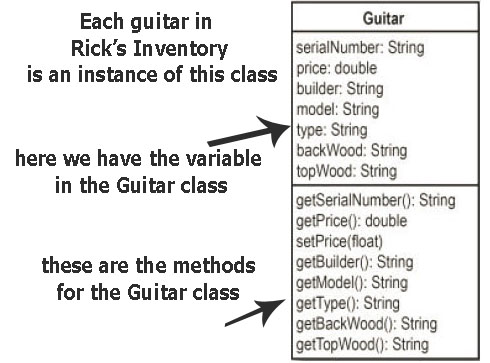 Each guitar in
Rick's Inventory
is an instance of this class
here we have the variable
in the Guitar class
these are the methods
for the Guitar class
Guitar
serialNumber: String
price: double
builder: String
model: String
type: String
backWood: String
topWood: String
getSerialNumber(): String
getPrice(): double
setPrice(float)
getBuilder(): String
getModel(): String
getType(): String
getBackWood(): String
getTopWood(): String